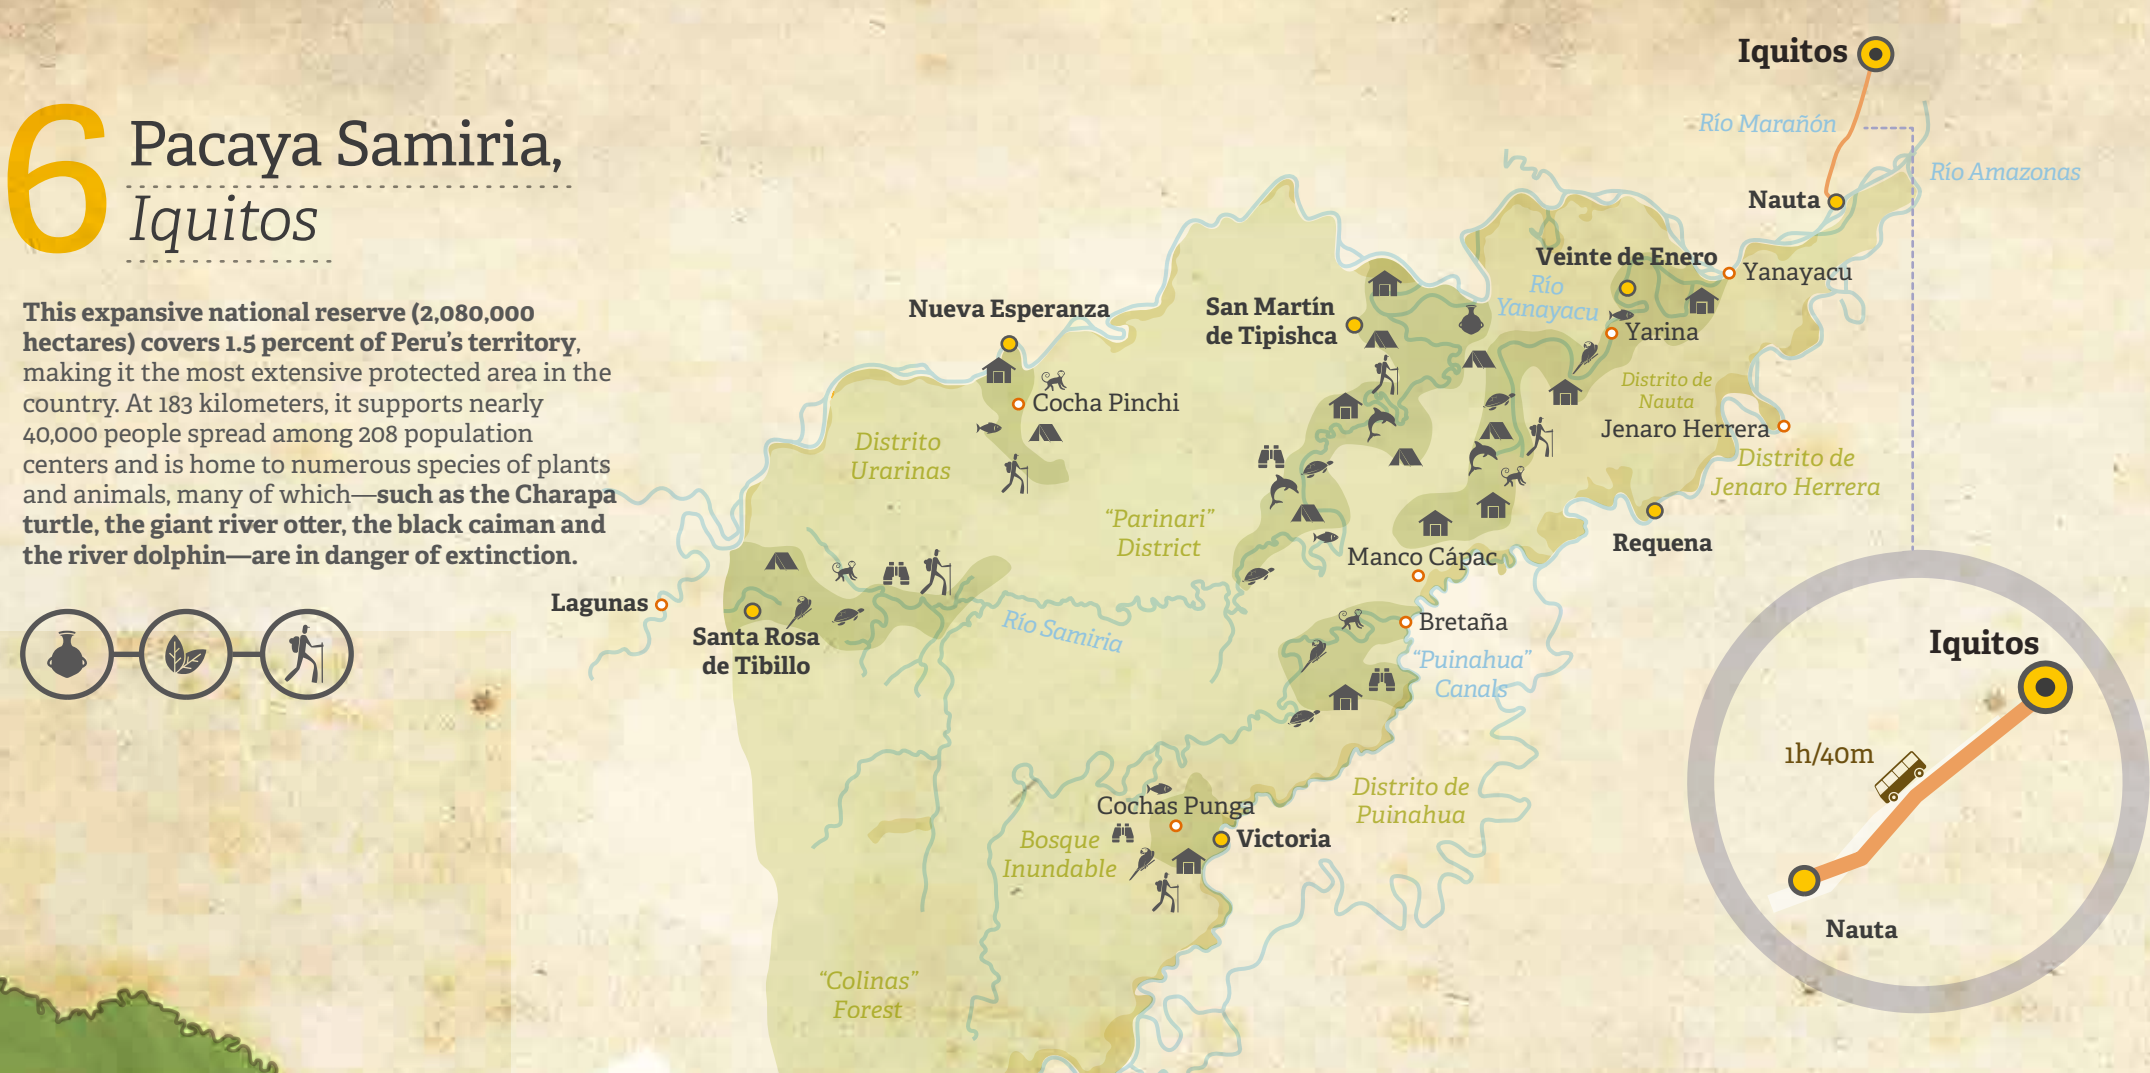 6
Pacaya Samiria,
Iquitos
This expansive national reserve (2,080,000
hectares) covers 1.5 percent of Peru's territory,
making it the most extensive protected area in the
country. At 183 kilometers, it supports nearly
40,000 people spread among 208 population
centers and is home to numerous species of plants
and animals, many of which—such as the Charapa
turtle, the giant river otter, the black caiman and
the river dolphin—are in danger of extinction.
Iquitos
Río Marañón
Río Amazonas
Nauta
Veinte de Enero
Yanayacu
Río
Yanayacu
Yarina
Nueva Esperanza
San Martín
de Tipishca
Cocha Pinchi
Distrito de
Nauta
Jenaro Herrera
Distrito de
Jenaro Herrera
Distrito
Urarinas
"Parinari"
District
Requena
Manco Cápac
Lagunas
Santa Rosa
de Tibillo
Río Samiria
Bretaña
"Puinahua"
Canals
Distrito de
Puinahua
Cochas Punga
Victoria
Bosque
Inundable
"Colinas"
Forest
Iquitos
1h/40m
Nauta